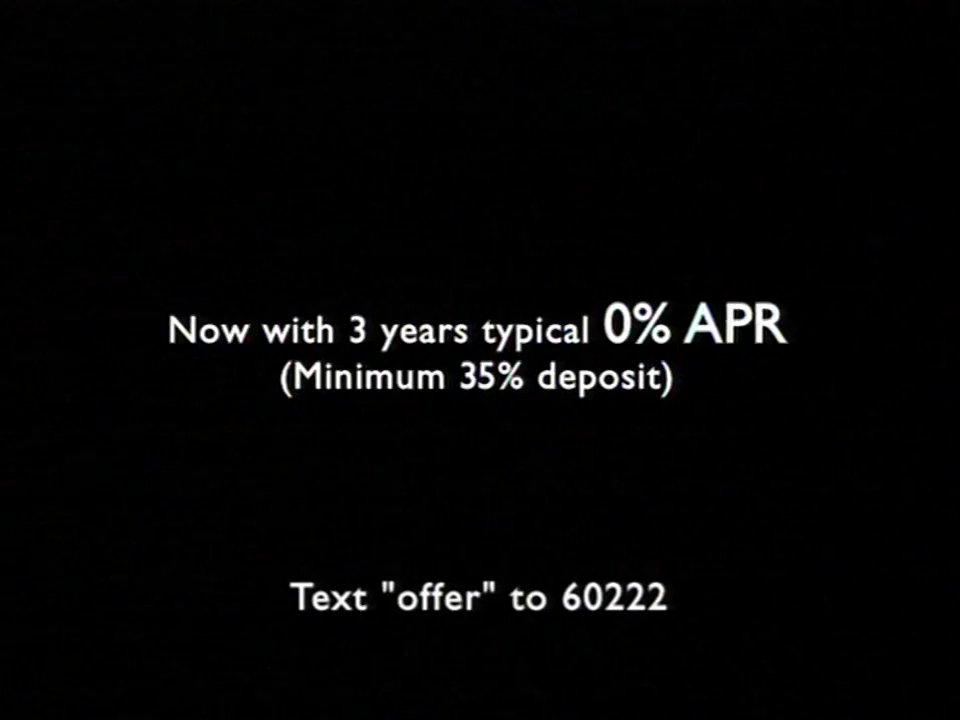 Now with 3 years typical 0% APR
(Minimum 35% deposit)
Text "offer" to 60222